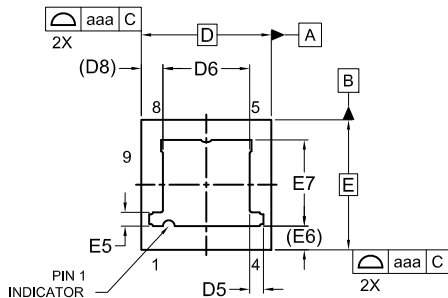 aaa C
2X
D
A
(D8)
D6
B
8
5
9
E7
E
E5
(E6)
PIN 1
INDICATOR
1
4
D5
aaa C
2X